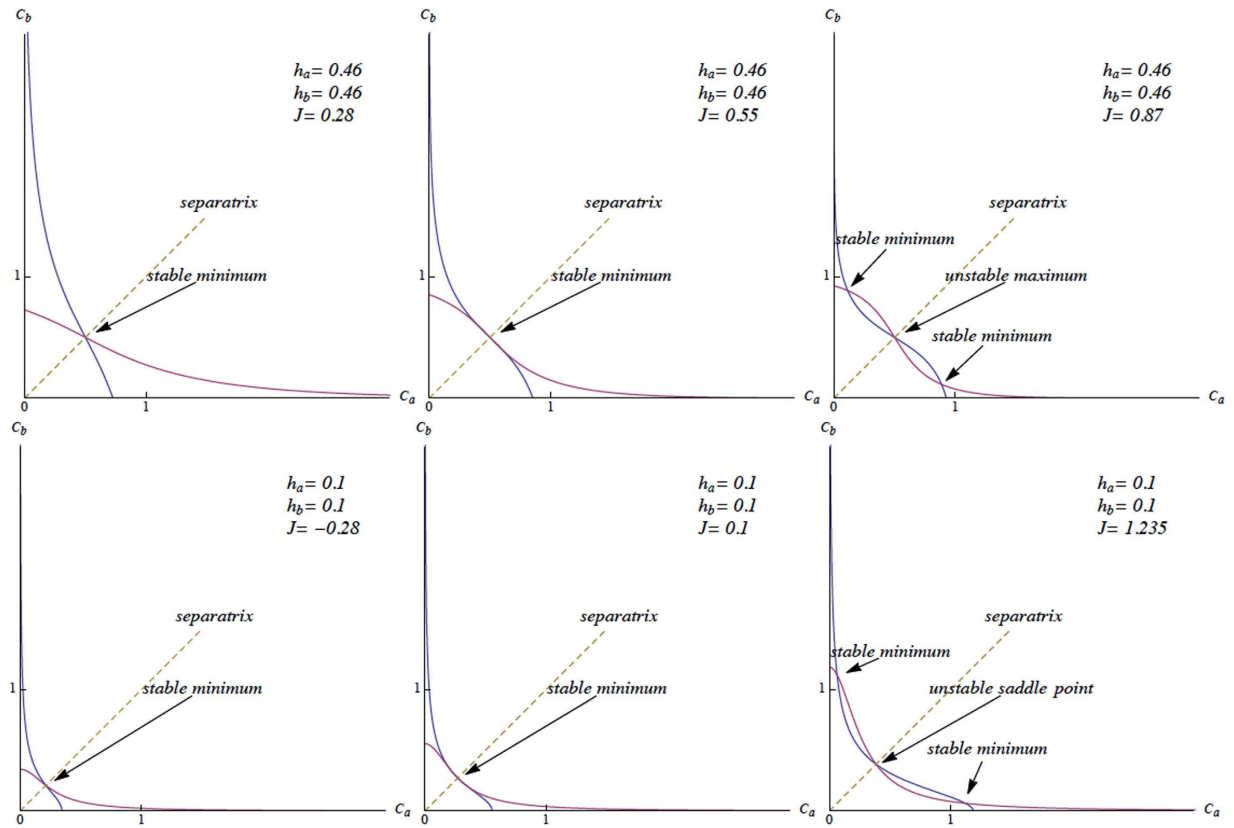 C_b
h_a = 0.46
h_b = 0.46
J = 0.28
separatrix
stable minimum
1
0
1
C_a
C_b
h_a = 0.46
h_b = 0.46
J = 0.55
separatrix
stable minimum
1
0
1
C_a
C_b
h_a = 0.46
h_b = 0.46
J = 0.87
separatrix
stable minimum
unstable maximum
1
stable minimum
0
1
C_a
C_b
h_a = 0.1
h_b = 0.1
J = −0.28
separatrix
stable minimum
1
0
1
C_a
C_b
h_a = 0.1
h_b = 0.1
J = 0.1
separatrix
stable minimum
1
0
1
C_a
C_b
h_a = 0.1
h_b = 0.1
J = 1.235
separatrix
stable minimum
1
unstable saddle point
stable minimum
0
1
C_a